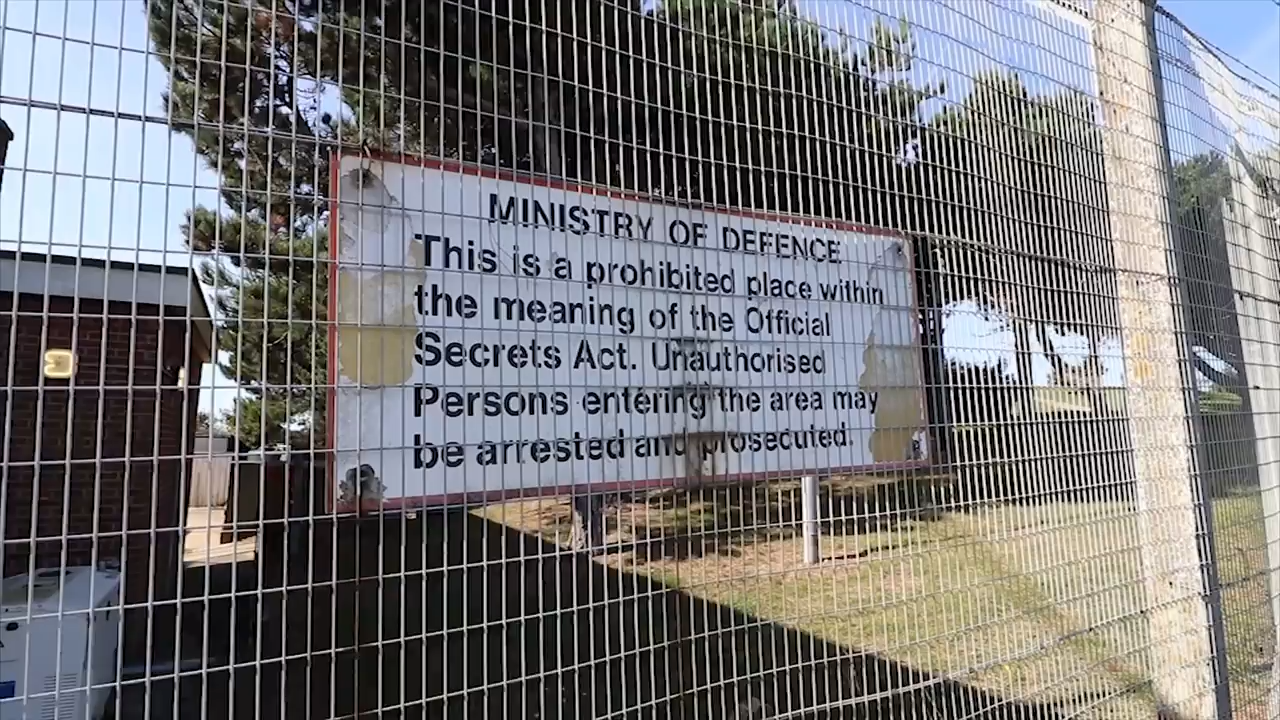 MINISTRY OF DEFENCE
This is a prohibited place within
the meaning of the Official
Secrets Act. Unauthorised
Persons entering the area may
be arrested and prosecuted.